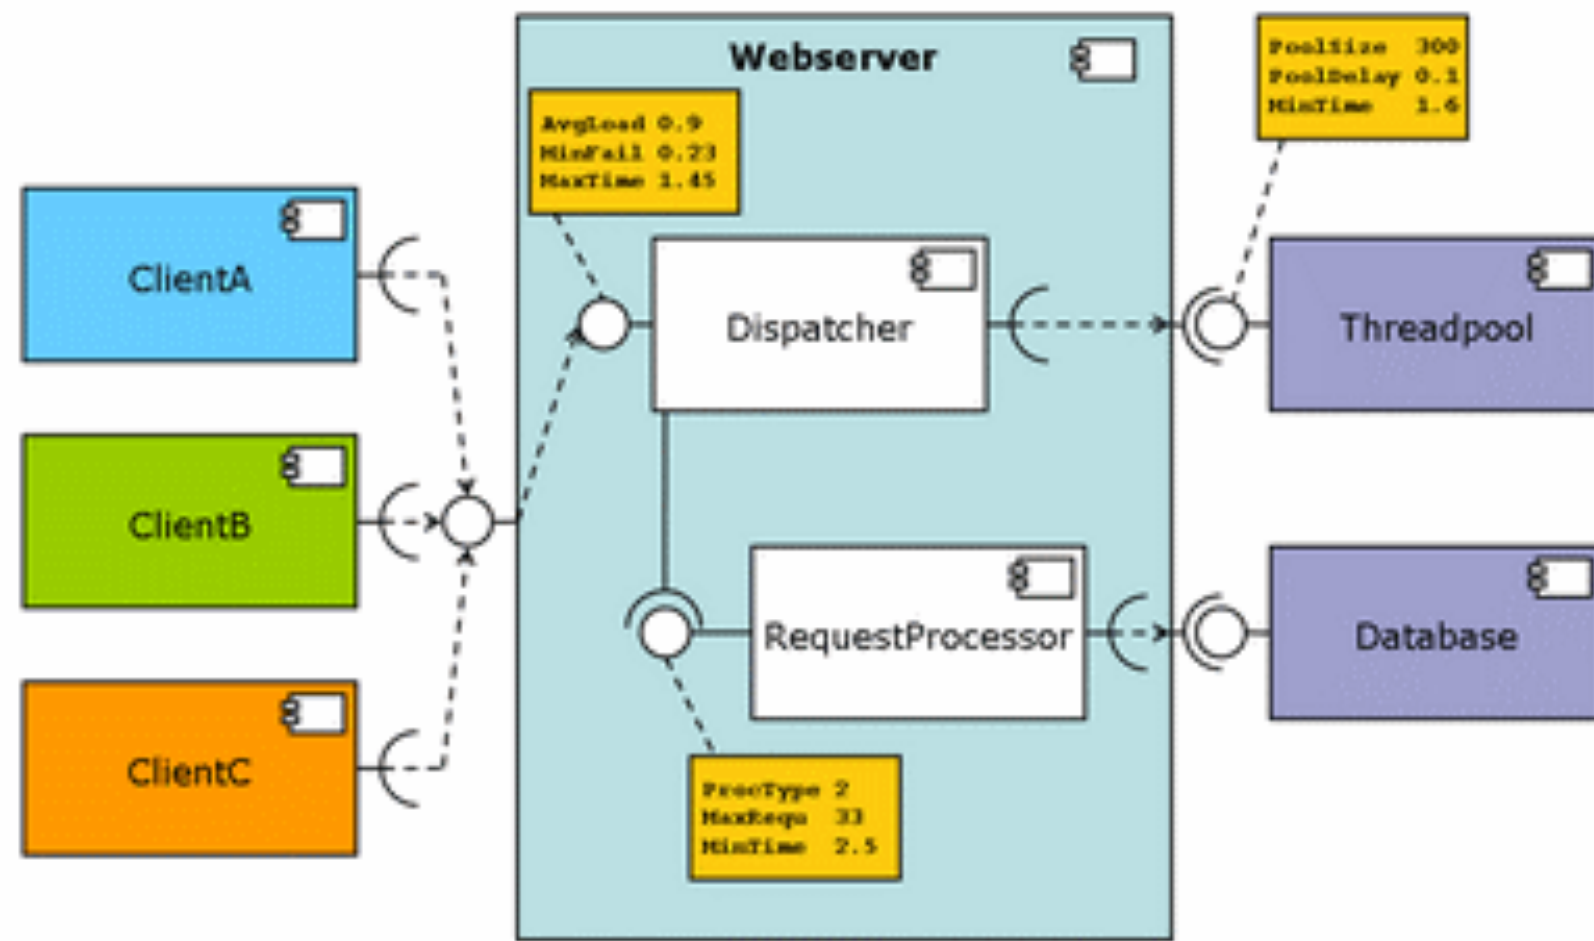 Webserver
PoolSize 300
PoolDelay 0.1
MinTime 1.6
AvgLoad 0.9
MinFail 0.23
MaxTime 1.45
ClientA
Dispatcher
Threadpool
ClientB
RequestProcessor
Database
ClientC
ProcType 2
MaxRequ 33
MinTime 2.5